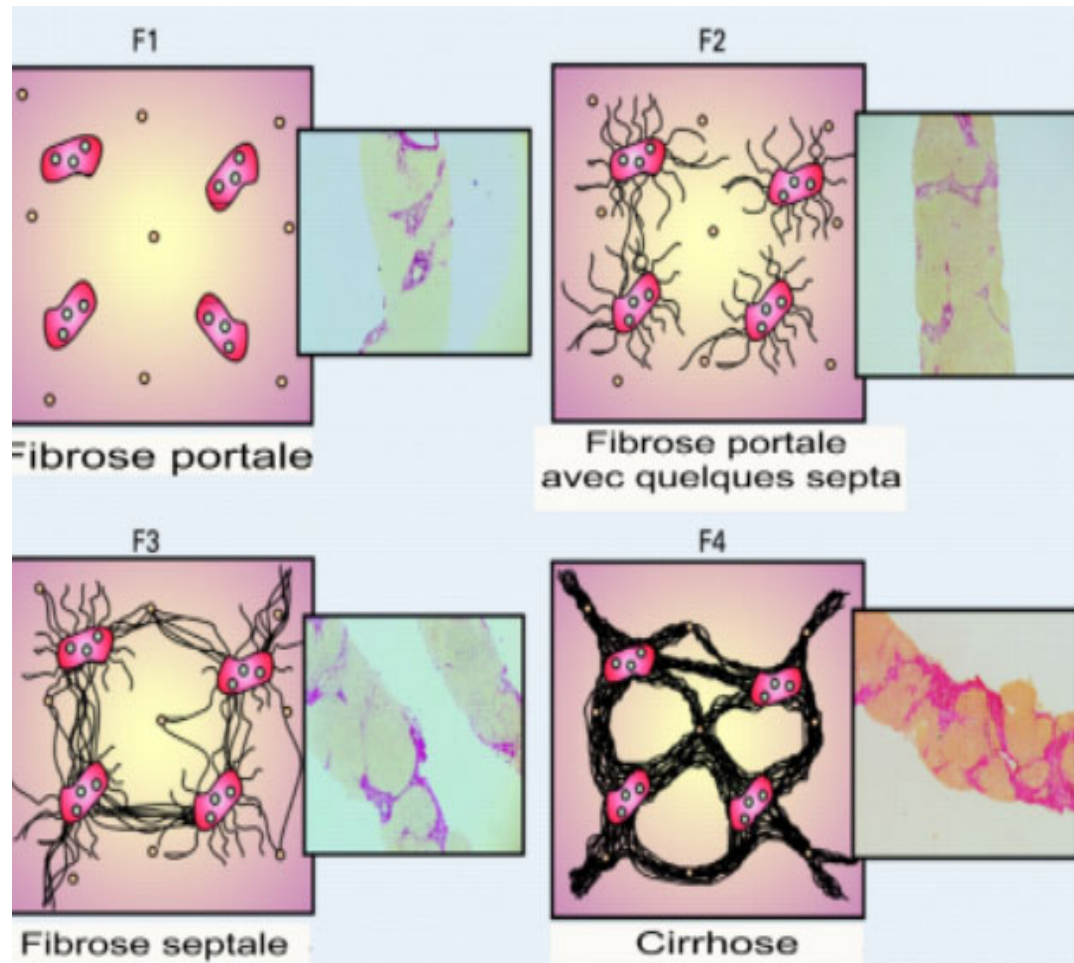 F1
F2
Fibrose portale
Fibrose portale
avec quelques septa
F3
F4
Fibrose septale
Cirrhose